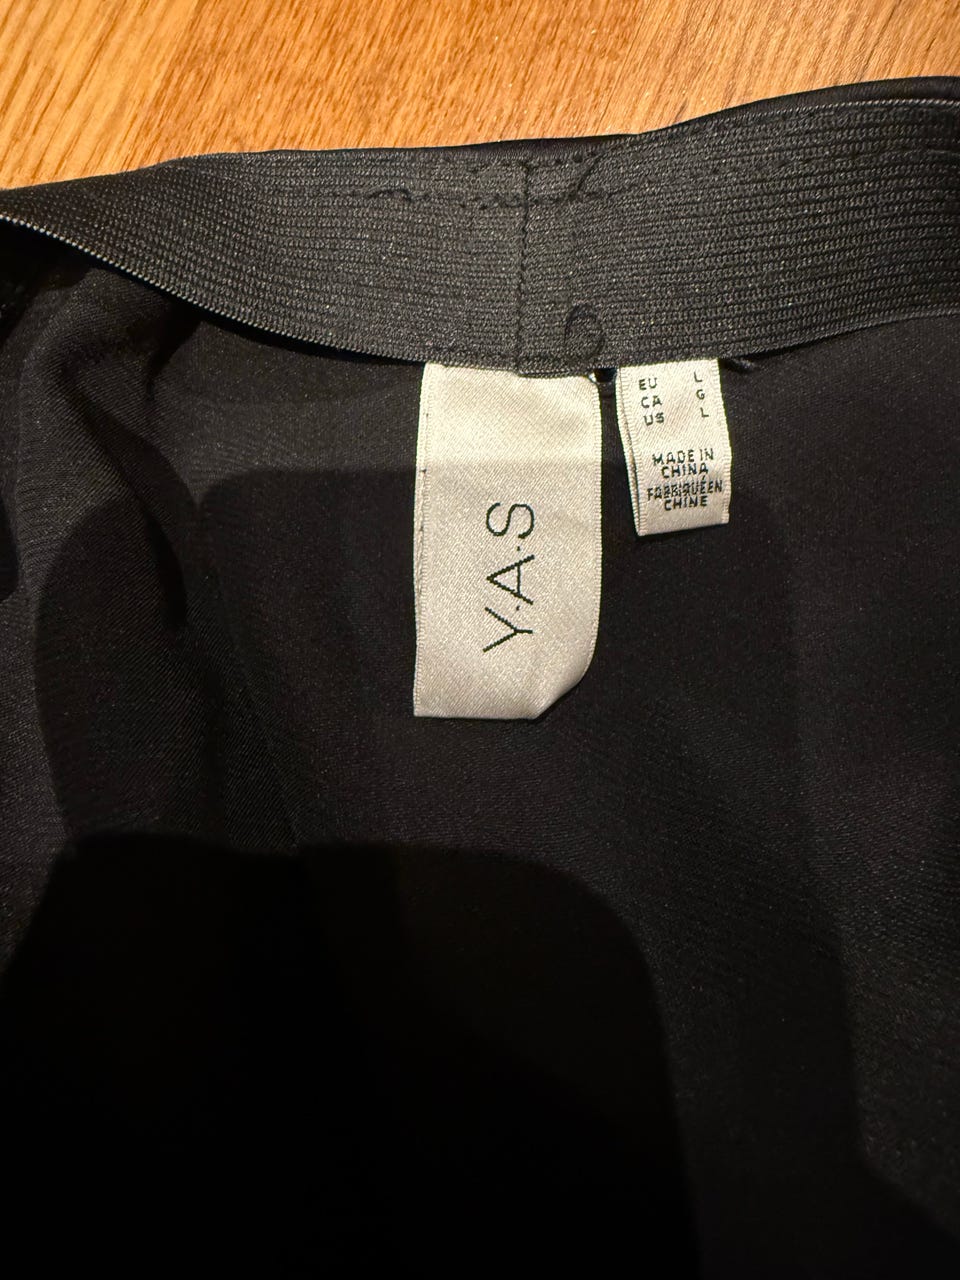 Y.A.S
EU L
CA G
US L
MADE IN
CHINA
FABRIQUÉ EN
CHINE